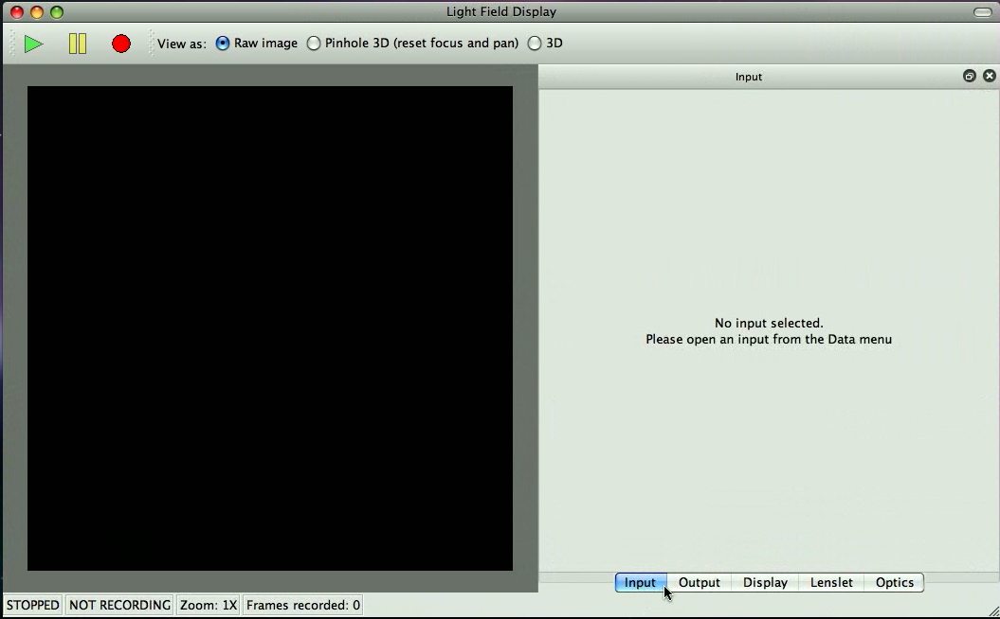 Light Field Display
View as: Raw image Pinhole 3D (reset focus and pan) 3D
Input
No input selected.
Please open an input from the Data menu
Input Output Display Lenslet Optics
STOPPED NOT RECORDING Zoom: 1X Frames recorded: 0